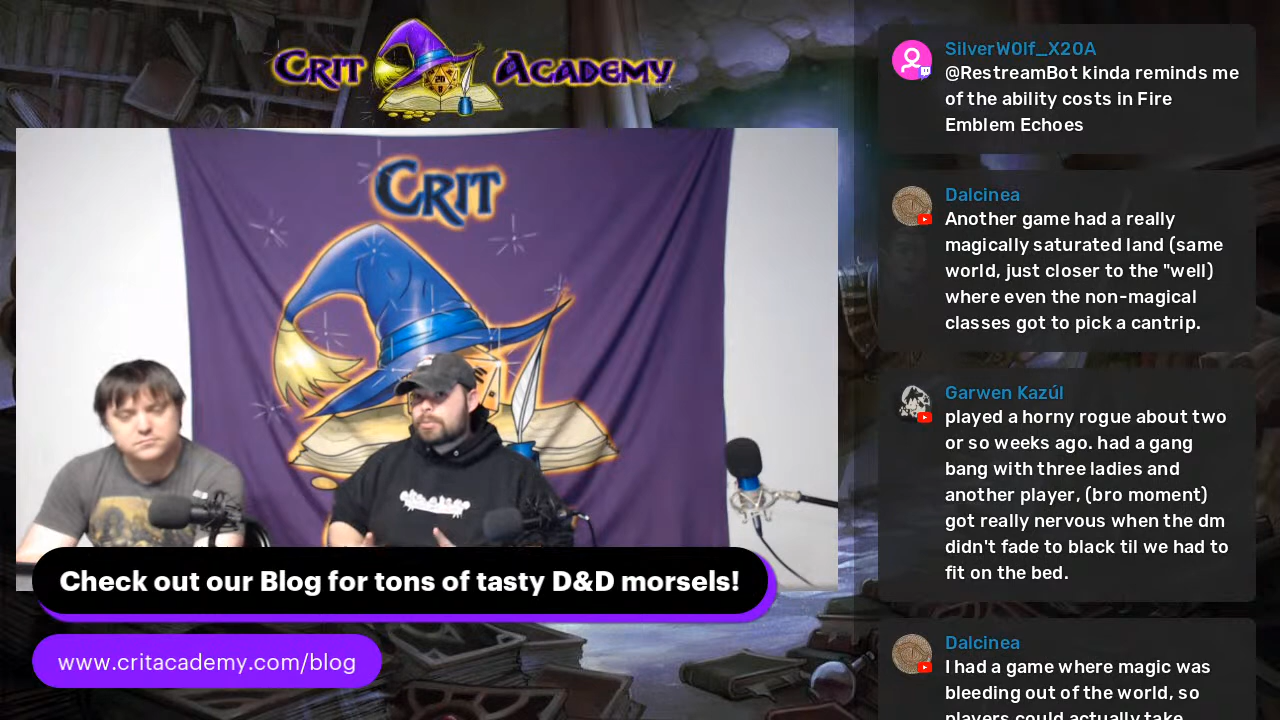 CRIT ACADEMY
CRIT
Check out our Blog for tons of tasty D&D morsels!
www.critacademy.com/blog
SilverW0lf_X20A
@RestreamBot kinda reminds me
of the ability costs in Fire
Emblem Echoes
Dalcinea
Another game had a really
magically saturated land (same
world, just closer to the "well)
where even the non-magical
classes got to pick a cantrip.
Garwen Kazúl
played a horny rogue about two
or so weeks ago. had a gang
bang with three ladies and
another player, (bro moment)
got really nervous when the dm
didn't fade to black til we had to
fit on the bed.
Dalcinea
I had a game where magic was
bleeding out of the world, so
players could actually take